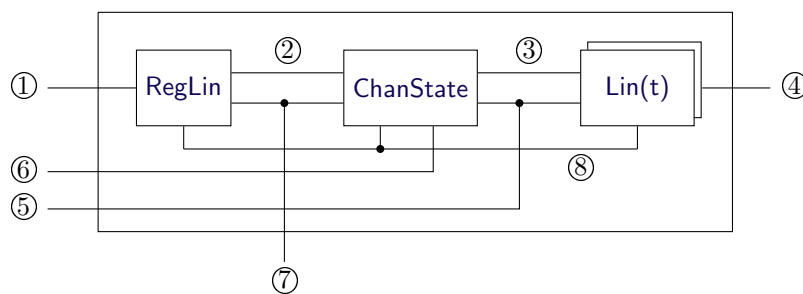 ② ③
① RegLin ChanState Lin(t) ④
⑥ ⑧
⑤
⑦